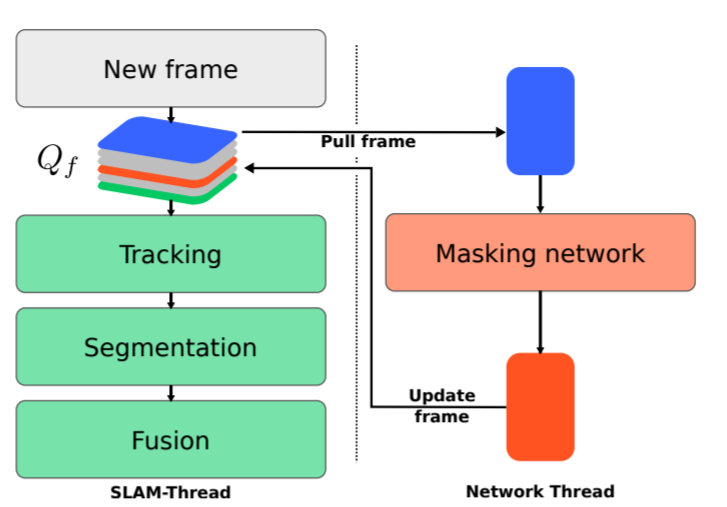 New frame
Q_f
Pull frame
Tracking
Masking network
Segmentation
Update
frame
Fusion
SLAM-Thread
Network Thread